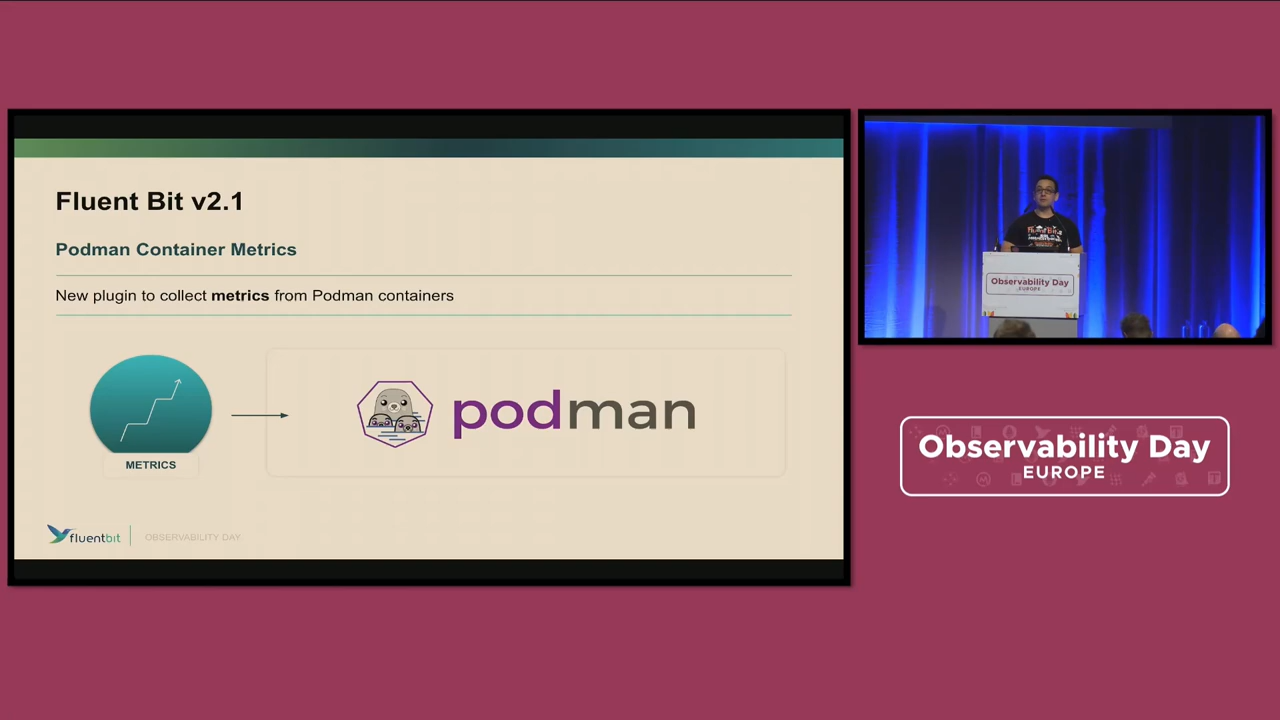 Fluent Bit v2.1
Podman Container Metrics
New plugin to collect metrics from Podman containers
METRICS
podman
fluentbit
OBSERVABILITY DAY
Observability Day
EUROPE
Observability Day
EUROPE